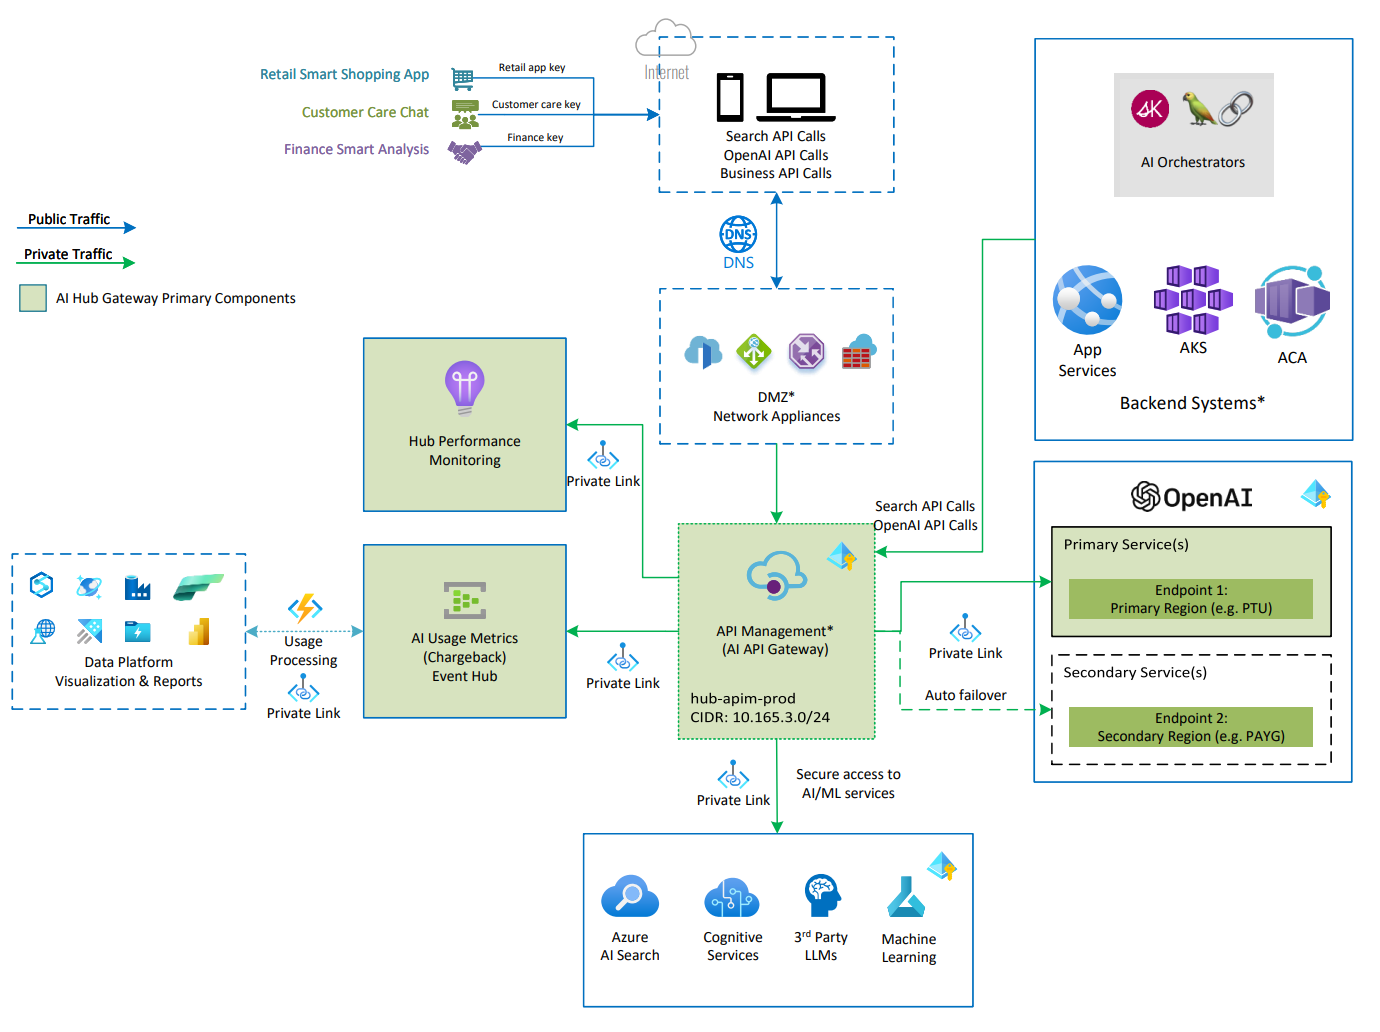 Internet
Retail Smart Shopping App
Retail app key
Customer Care Chat
Customer care key
Finance Smart Analysis
Finance key
Search API Calls
OpenAI API Calls
Business API Calls
DNS
DNS
Public Traffic
Private Traffic
AI Hub Gateway Primary Components
DMZ*
Network Appliances
AI Orchestrators
App
Services
AKS
ACA
Backend Systems*
Hub Performance
Monitoring
Private Link
Search API Calls
OpenAI API Calls
OpenAI
Primary Service(s)
Endpoint 1:
Primary Region (e.g. PTU)
Secondary Service(s)
Endpoint 2:
Secondary Region (e.g. PAYG)
Private Link
Auto failover
API Management*
(AI API Gateway)
hub-apim-prod
CIDR: 10.165.3.0/24
Private Link
AI Usage Metrics
(Chargeback)
Event Hub
Usage
Processing
Private Link
Data Platform
Visualization & Reports
Private Link
Secure access to
AI/ML services
Azure
AI Search
Cognitive
Services
3rd Party
LLMs
Machine
Learning